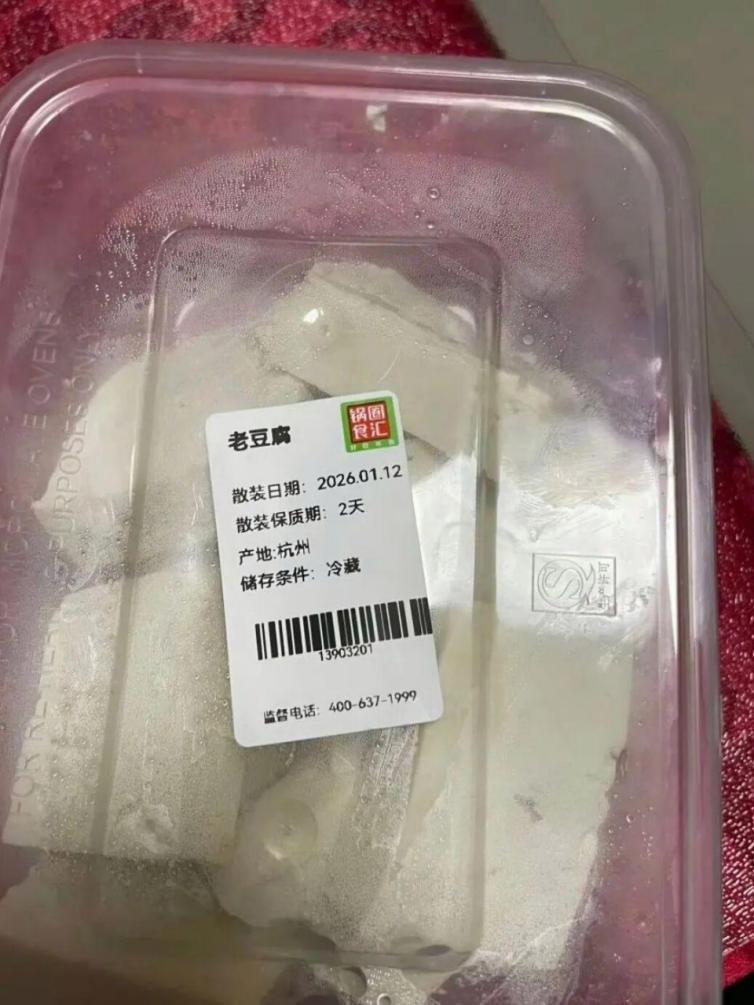 老豆腐
锅圈
食汇
散装日期：2026.01.12
散装保质期：2天
产地:杭州
储存条件：冷藏
13903201
监督电话：400-637-1999
PURPOSES ONLY